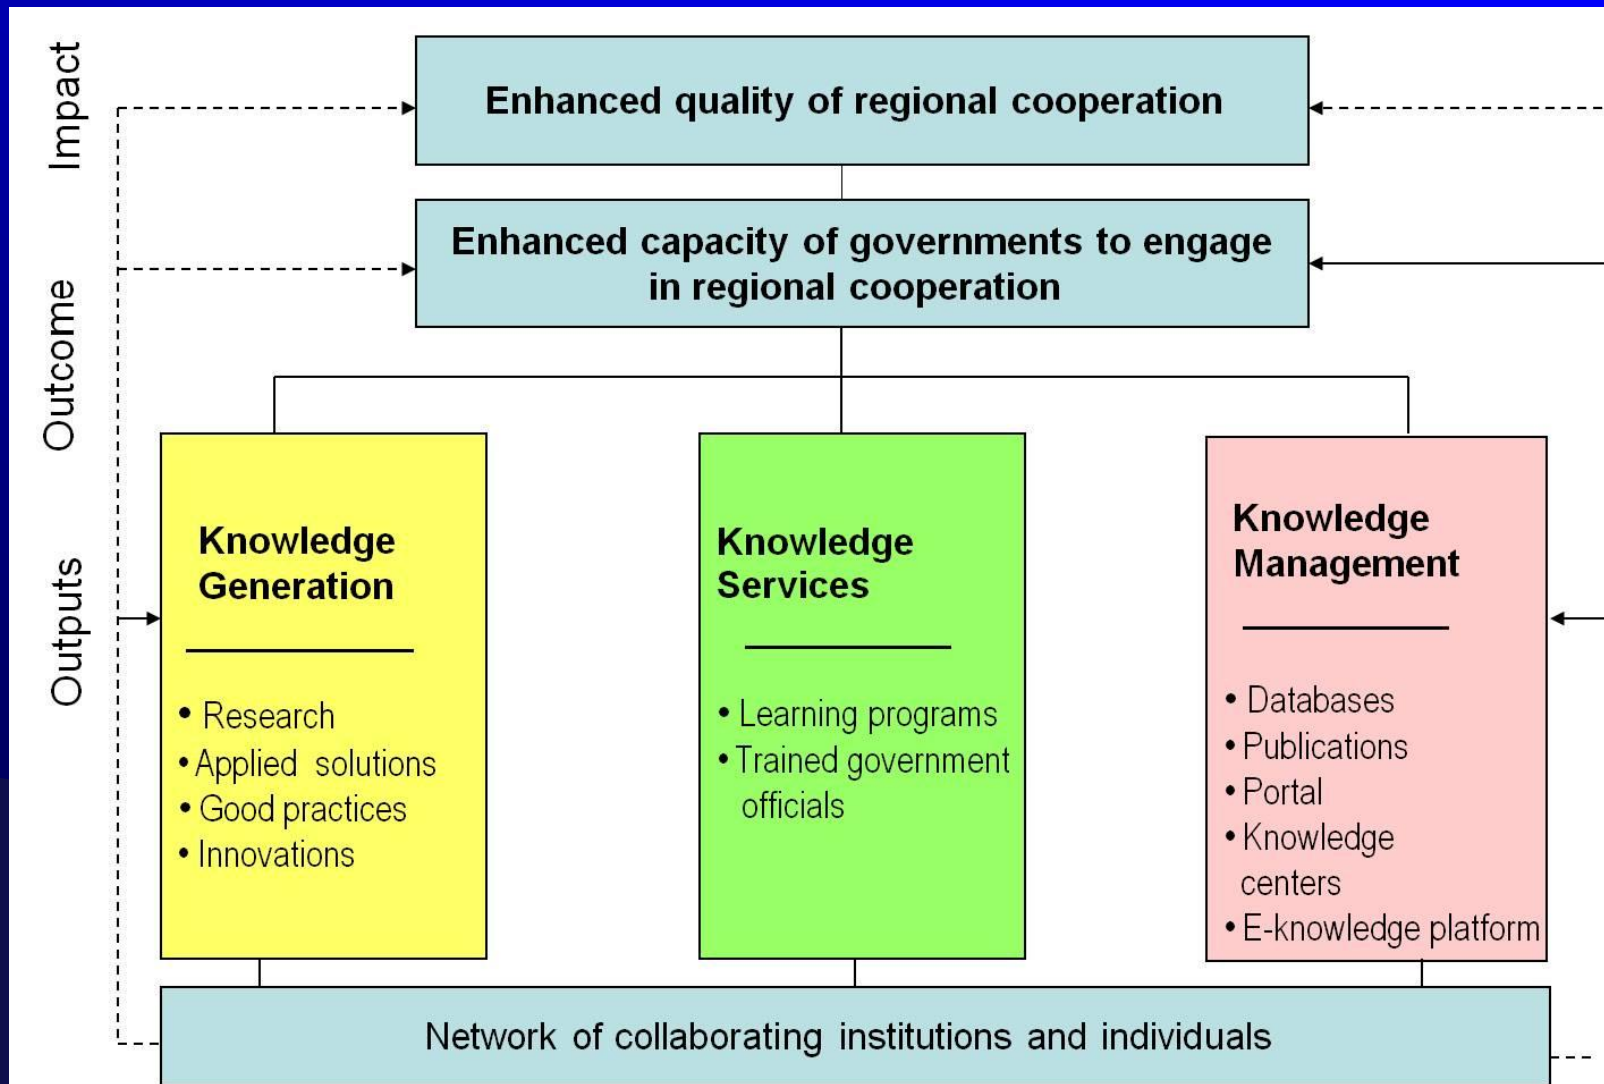 Impact
Enhanced quality of regional cooperation
Outcome
Enhanced capacity of governments to engage
in regional cooperation
Outputs
Knowledge
Generation
• Research
• Applied solutions
• Good practices
• Innovations
Knowledge
Services
• Learning programs
• Trained government
officials
Knowledge
Management
• Databases
• Publications
• Portal
• Knowledge
centers
• E-knowledge platform
Network of collaborating institutions and individuals